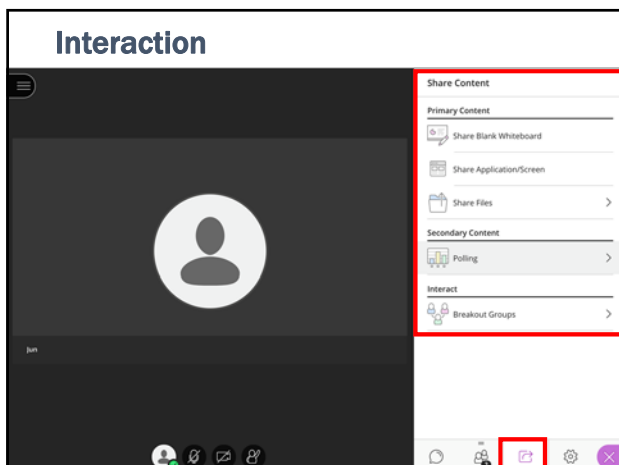 Interaction
Share Content
Primary Content
Share Blank Whiteboard
Share Application/Screen
Share Files
Secondary Content
Polling
Interact
Breakout Groups
Jun